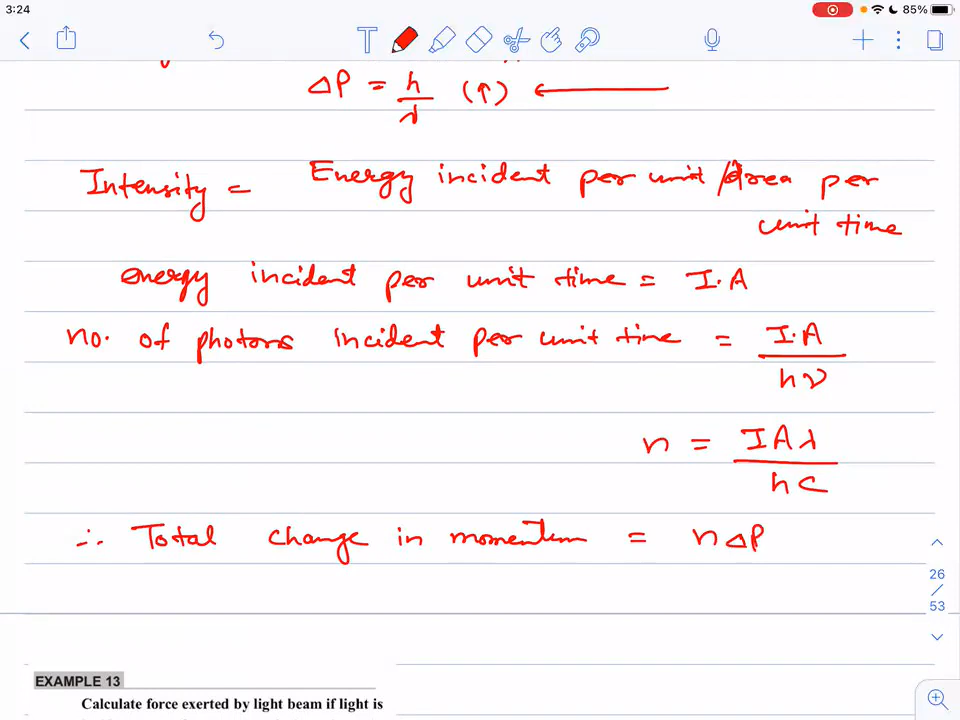 3:24
85%
T
ΔP = h/λ (↑) ←
Intensity = Energy incident per unit Area per
unit time
energy incident per unit time = I.A
no. of photons incident per unit time = I.A/hν
n = IAλ/hc
∴ Total change in momentum = nΔP
26
/
53
EXAMPLE 13
Calculate force exerted by light beam if light is